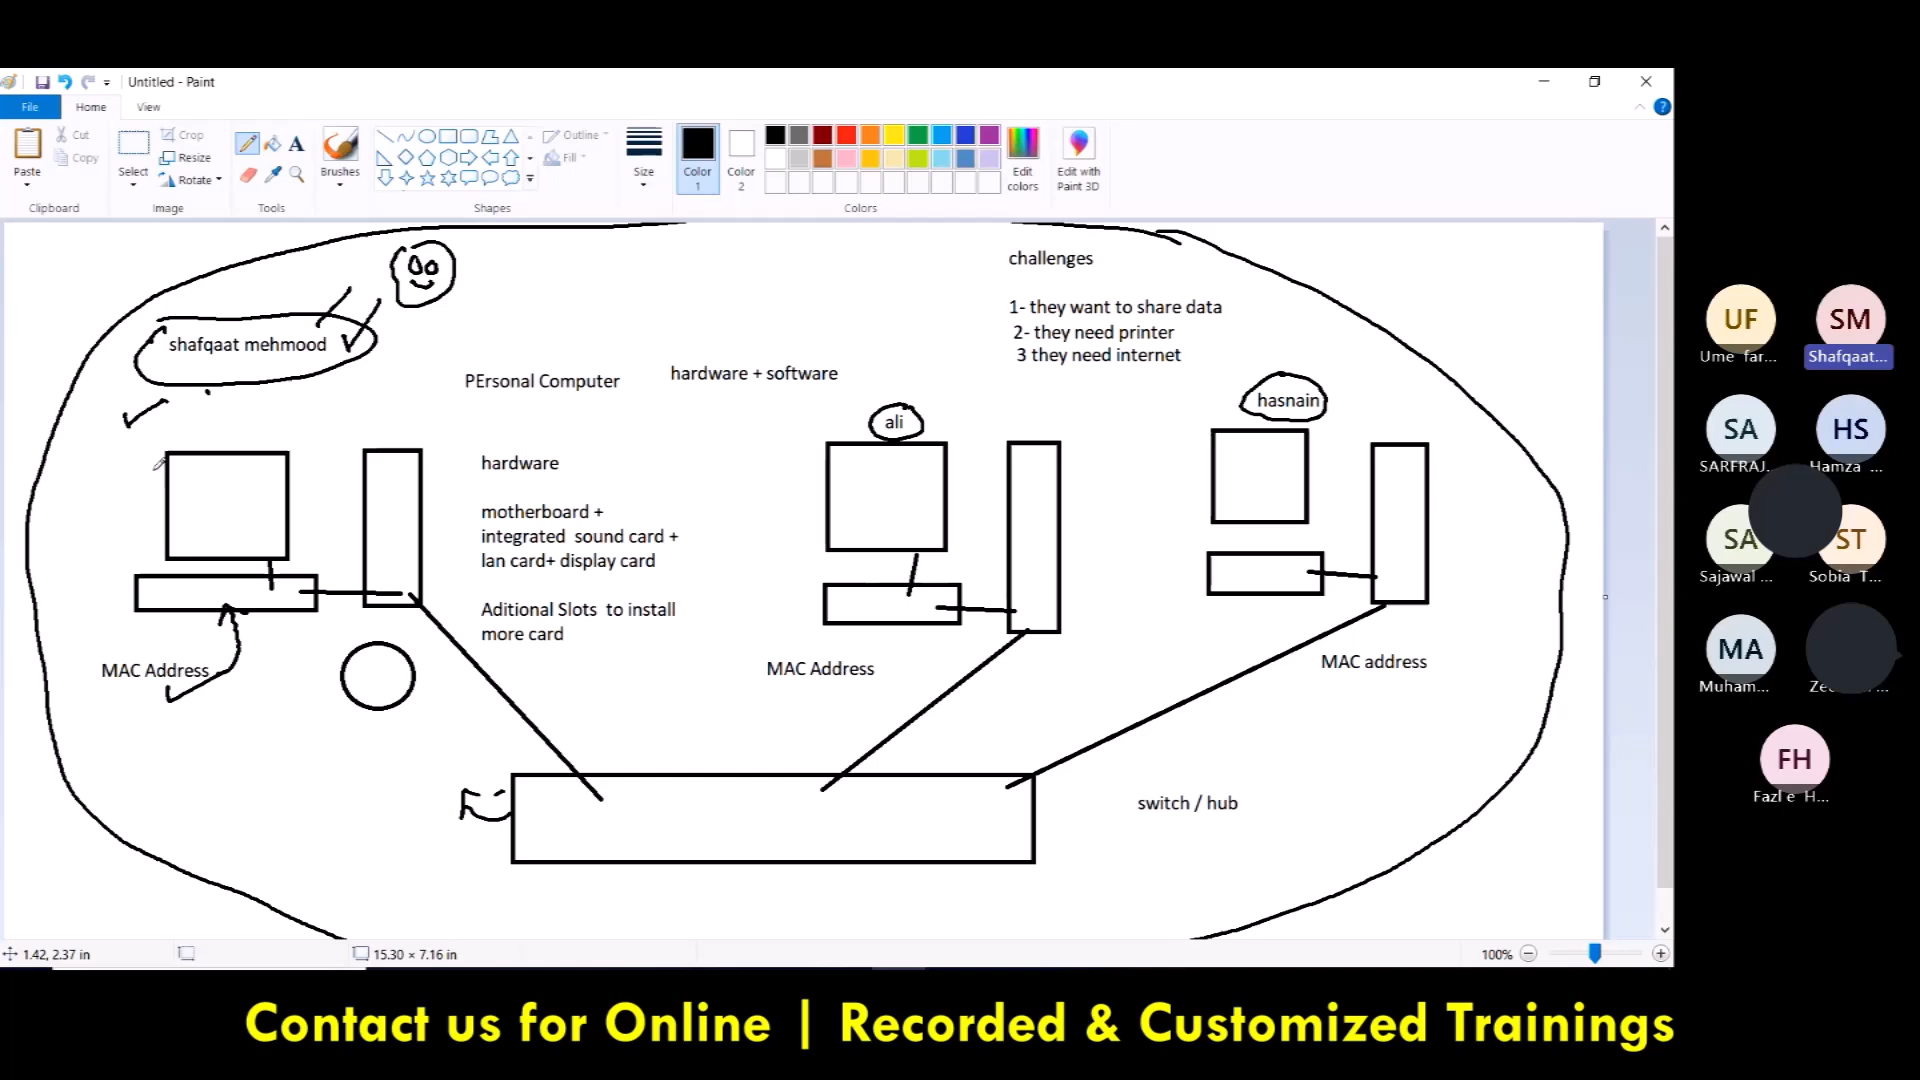 Untitled - Paint
File
Home
View
Paste
Cut
Copy
Clipboard
Select
Crop
Resize
Rotate
Image
A
Tools
Brushes
Outline
Fill
Shapes
Size
Color
1
Color
2
Edit
colors
Edit with
Paint 3D
Colors
?
challenges
1- they want to share data
2- they need printer
3 they need internet
shafqaat mehmood
PErsonal Computer
hardware + software
ali
hasnain
hardware
motherboard +
integrated sound card +
lan card+ display card
Aditional Slots to install
more card
MAC Address
MAC Address
MAC address
switch / hub
1.42, 2.37 in
15.30 × 7.16 in
100%
UF
Ume far...
SM
Shafqaat...
SA
SARFRAJ...
HS
Hamza ...
SA
Sajawal ...
ST
Sobia T...
MA
Muham...
FH
Fazl e H...
Contact us for Online | Recorded & Customized Trainings